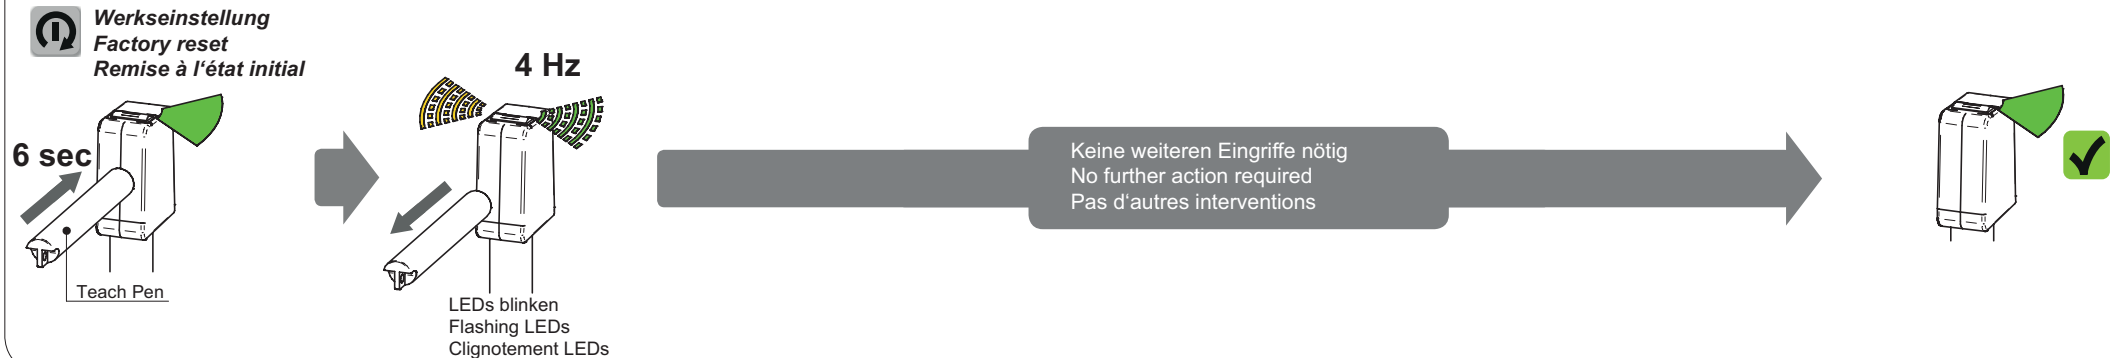 Werkseinstellung
Factory reset
Remise à l‘état initial
6 sec
Teach Pen
4 Hz
LEDs blinken
Flashing LEDs
Clignotement LEDs
Keine weiteren Eingriffe nötig
No further action required
Pas d‘autres interventions